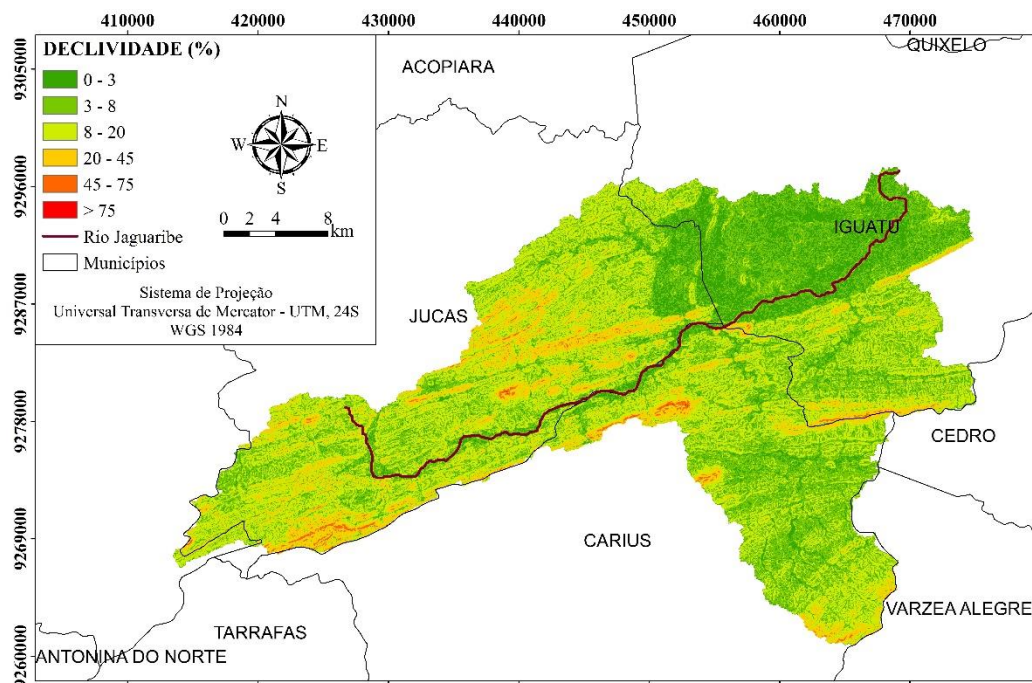 410000 420000 430000 440000 450000 460000 470000
9305000
9296000
9287000
9278000
9269000
9260000
DECLIVIDADE (%)
0 - 3
3 - 8
8 - 20
20 - 45
45 - 75
> 75
Rio Jaguaribe
Municípios
N
W E
S
0 2 4 8
km
Sistema de Projeção
Universal Transversa de Mercator - UTM, 24S
WGS 1984
QUIXELO
ACOPIARA
IGUATU
JUCAS
CEDRO
CARIUS
VARZEA ALEGRE
TARRAFAS
ANTONINA DO NORTE